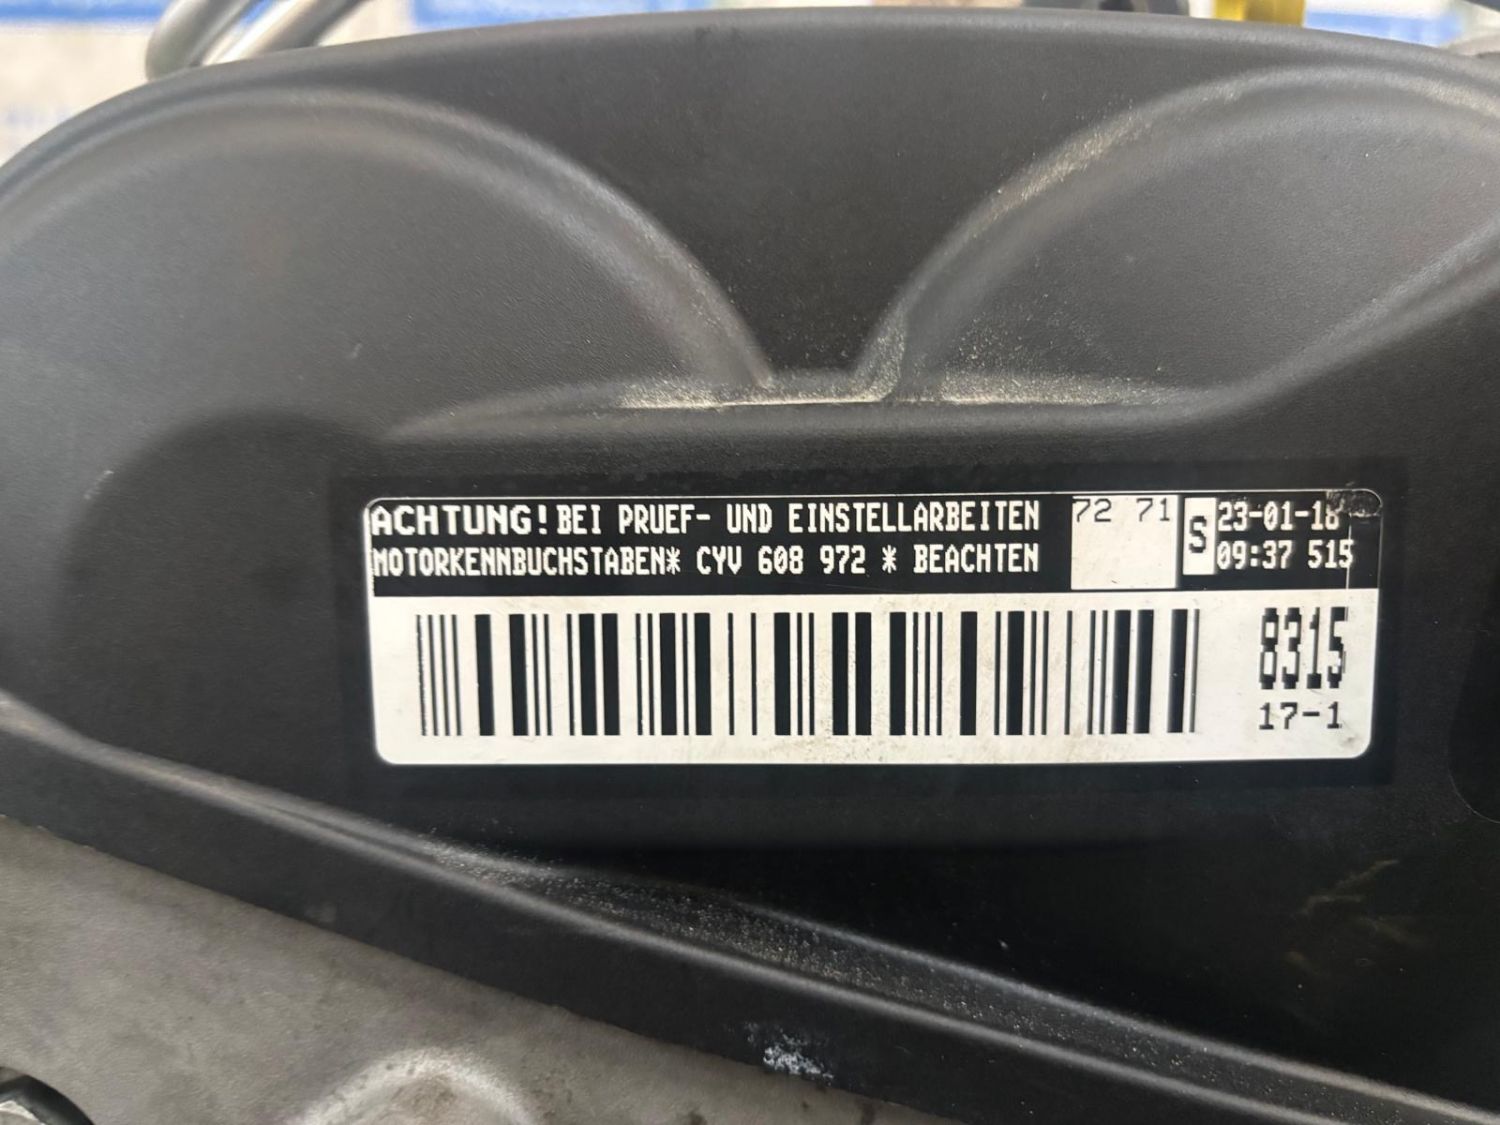 ACHTUNG! BEI PRUEF- UND EINSTELLARBEITEN
MOTORKENNBUCHSTABEN* CYV 608 972 * BEACHTEN
72 71
S
23-01-18
09:37 515
8315
17-1